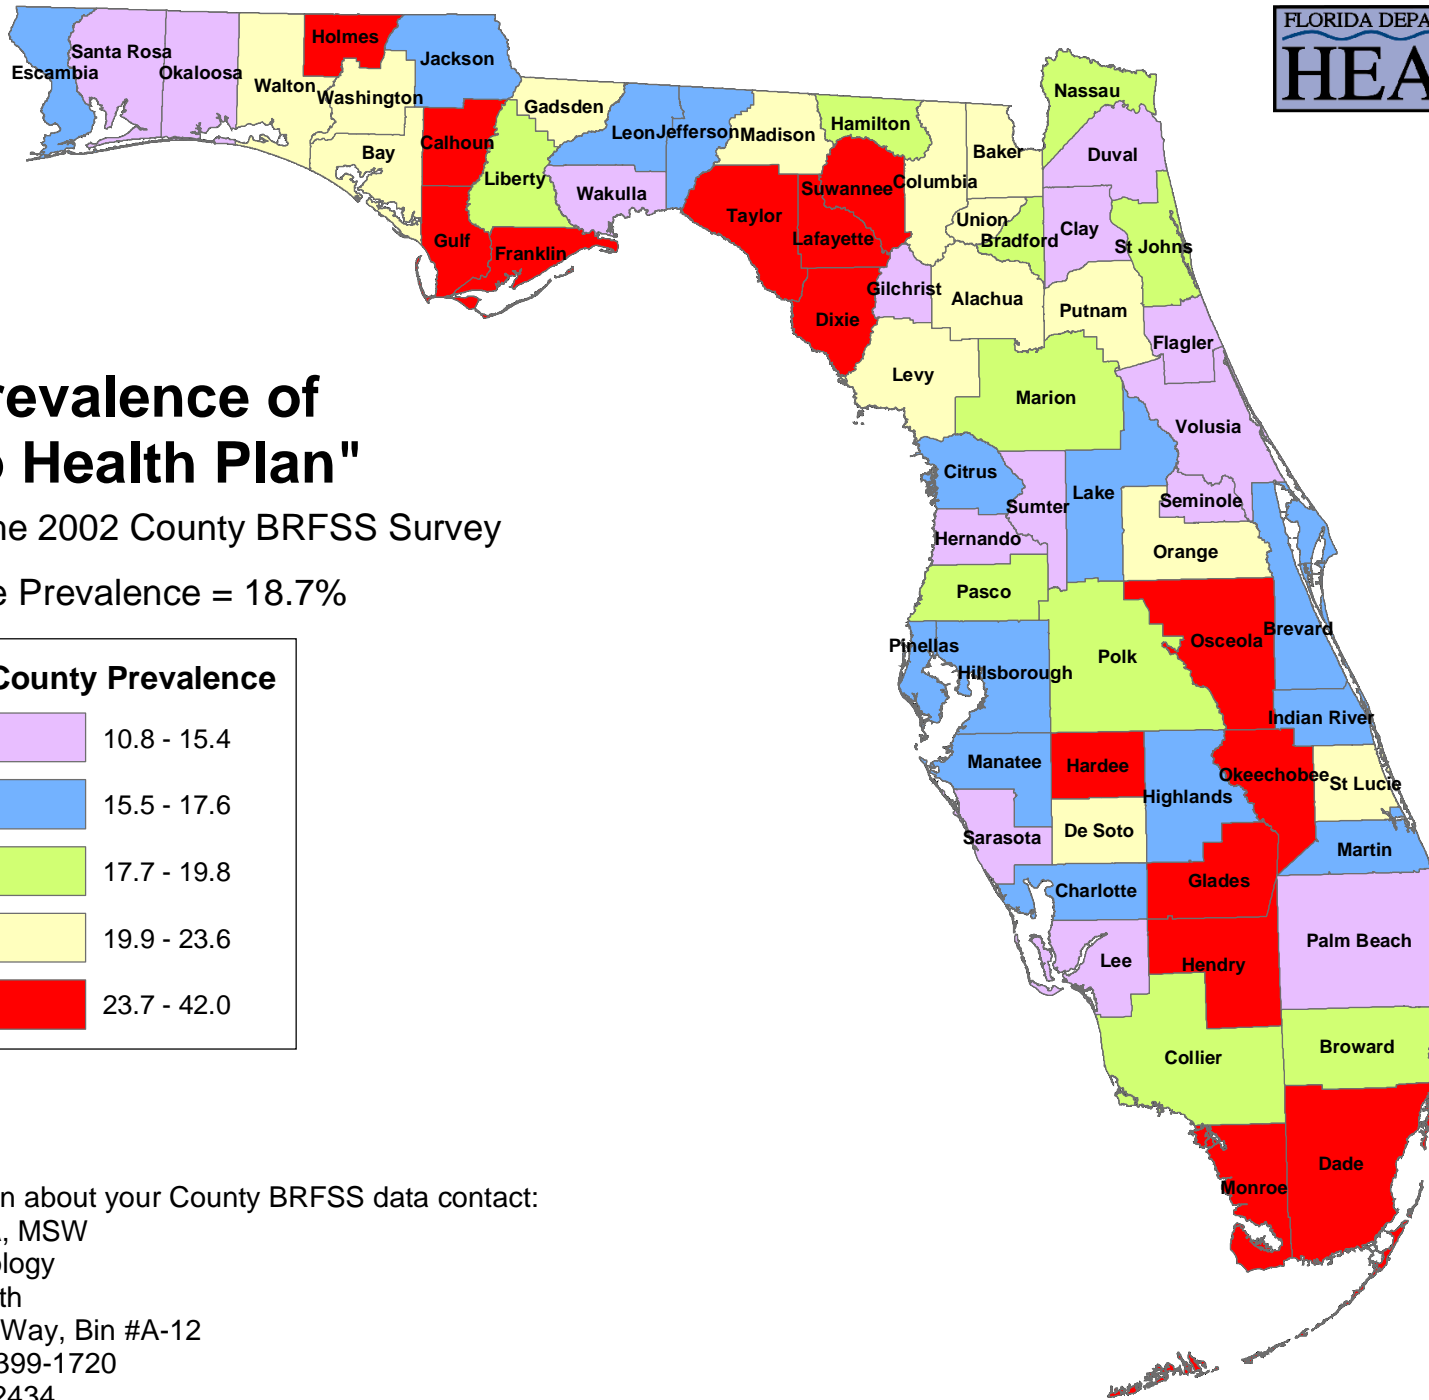 FLORIDA DEPA
HEA
Holmes
Santa Rosa
Jackson
Escambia
Okaloosa
Walton
Washington
Gadsden
Nassau
Leon
Jefferson
Madison
Hamilton
Calhoun
Bay
Baker
Duval
Liberty
Wakulla
Suwannee
Columbia
Taylor
Union
Lafayette
Bradford
Clay
St Johns
Gulf
Franklin
Gilchrist
Alachua
Putnam
Dixie
Flagler
Levy
Marion
Volusia
revalence of
Health Plan"
Citrus
Lake
Sumter
Seminole
ne 2002 County BRFSS Survey
Hernando
Orange
e Prevalence = 18.7%
Pasco
Pinellas
Hillsborough
Polk
Osceola
Brevard
County Prevalence
10.8 - 15.4
15.5 - 17.6
17.7 - 19.8
19.9 - 23.6
23.7 - 42.0
Indian River
Manatee
Hardee
Highlands
Okeechobee
St Lucie
Sarasota
De Soto
Martin
Charlotte
Glades
Palm Beach
Lee
Hendry
Collier
Broward
Dade
Monroe
n about your County BRFSS data contact:
, MSW
ology
th
Way, Bin #A-12
399-1720
2434